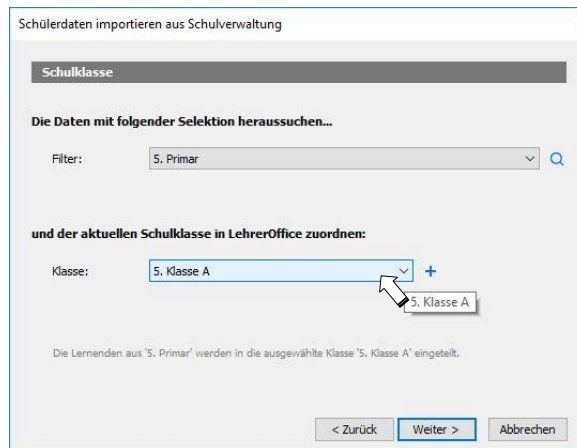 Schülerdaten importieren aus Schulverwaltung
Schulklasse
Die Daten mit folgender Selektion heraussuchen...
Filter: 5. Primar
und der aktuellen Schulklasse in LehrerOffice zuordnen:
Klasse: 5. Klasse A +
5. Klasse A
Die Lernenden aus '5. Primar' werden in die ausgewählte Klasse '5. Klasse A' eingeteilt.
< Zurück Weiter > Abbrechen